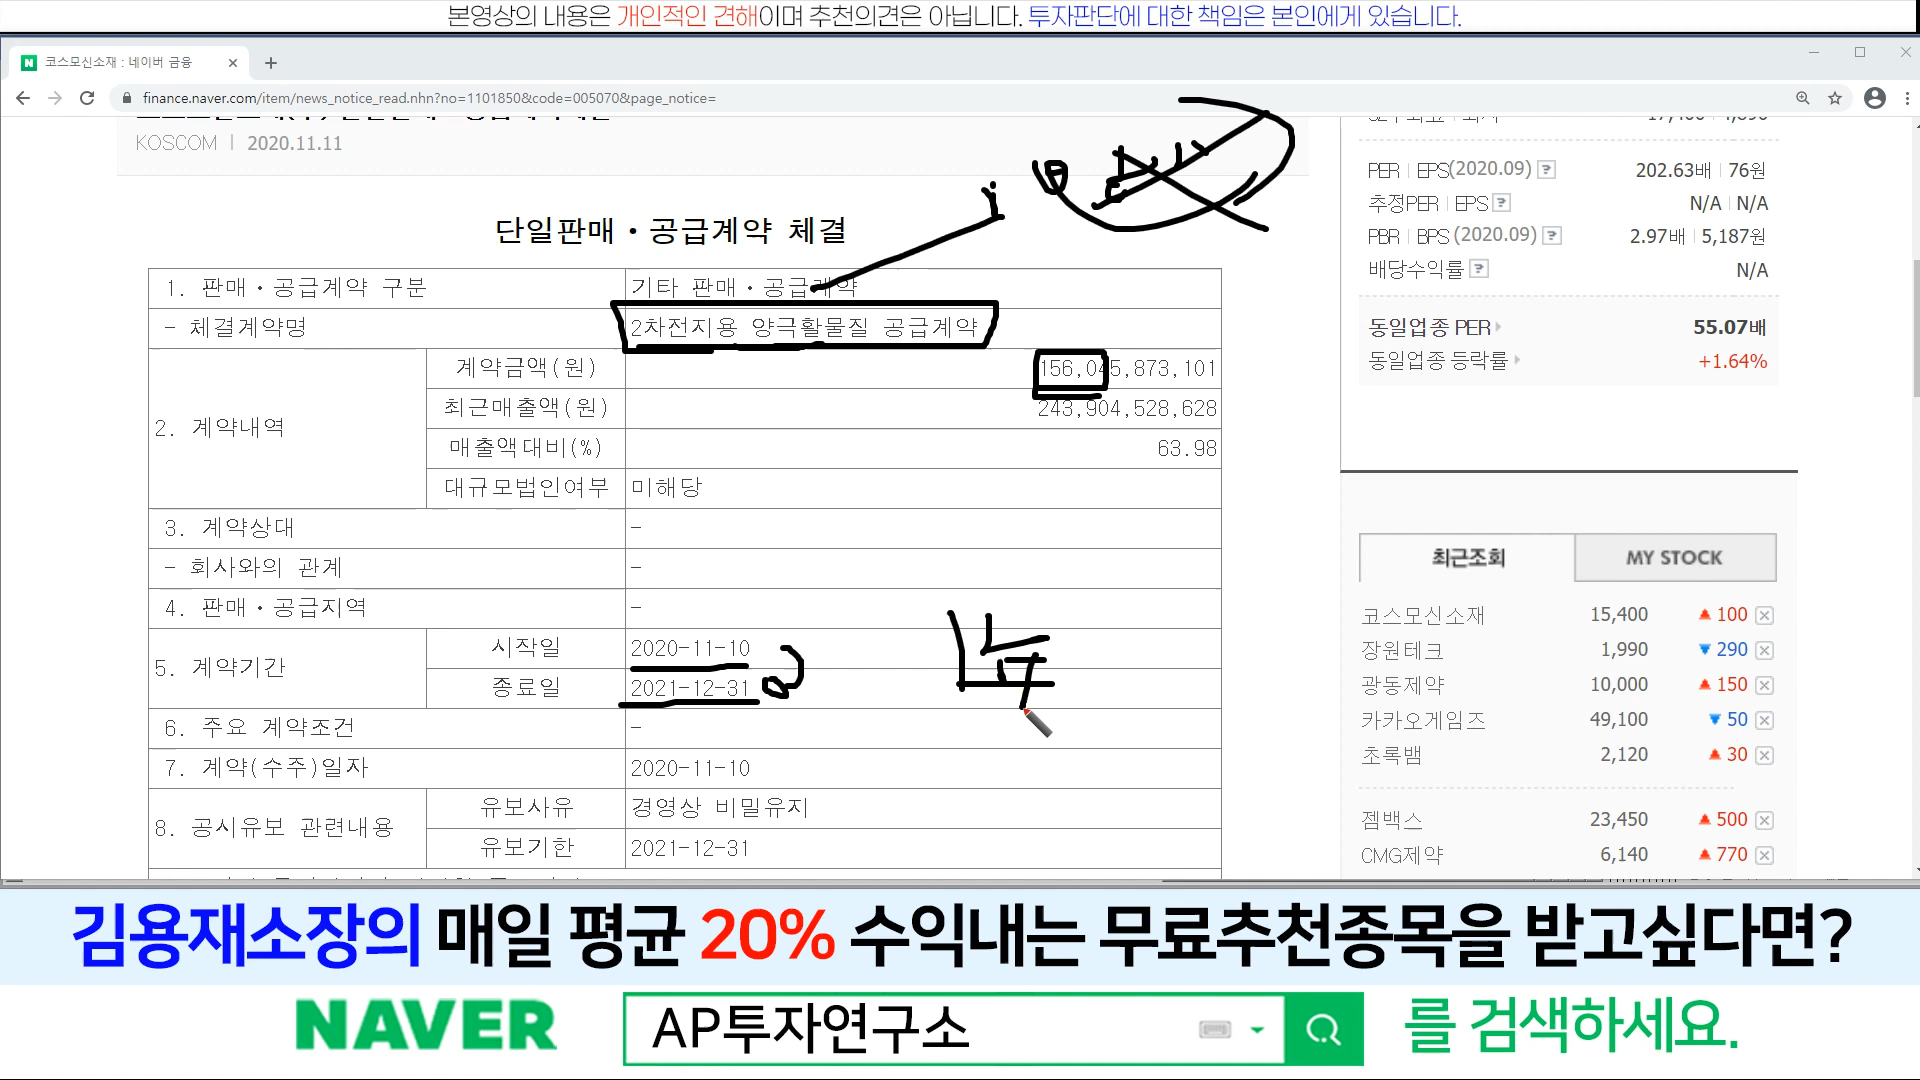 본영상의 내용은 개인적인 견해이며 추천의견은 아닙니다. 투자판단에 대한 책임은 본인에게 있습니다.
코스모신소재 : 네이버 금융
finance.naver.com/item/news_notice_read.nhn?no=1101850&code=005070&page_notice=
KOSCOM | 2020.11.11
단일판매・공급계약 체결
1. 판매・공급계약 구분 기타 판매・공급계약
- 체결계약명 2차전지용 양극활물질 공급계약
2. 계약내역
계약금액(원) 156,045,873,101
최근매출액(원) 243,904,528,628
매출액대비(%) 63.98
대규모법인여부 미해당
3. 계약상대 -
- 회사와의 관계 -
4. 판매・공급지역 -
5. 계약기간
시작일 2020-11-10
종료일 2021-12-31
6. 주요 계약조건 -
7. 계약(수주)일자 2020-11-10
8. 공시유보 관련내용
유보사유 경영상 비밀유지
유보기한 2021-12-31
PER | EPS(2020.09) 202.63배 | 76원
추정PER | EPS N/A | N/A
PBR | BPS (2020.09) 2.97배 | 5,187원
배당수익률 N/A
동일업종 PER 55.07배
동일업종 등락률 +1.64%
최근조회 MY STOCK
코스모신소재 15,400 ▲ 100
장원테크 1,990 ▼ 290
광동제약 10,000 ▲ 150
카카오게임즈 49,100 ▼ 50
초록뱀 2,120 ▲ 30
젬백스 23,450 ▲ 500
CMG제약 6,140 ▲ 770
김용재소장의 매일 평균 20% 수익내는 무료추천종목을 받고싶다면?
NAVER AP투자연구소 를 검색하세요.